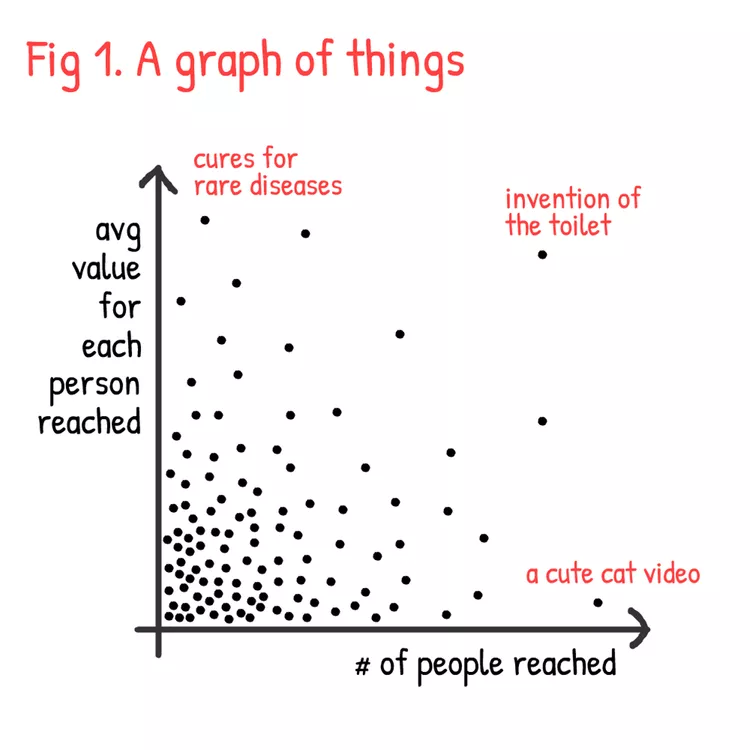 Fig 1. A graph of things
cures for
rare diseases
invention of
the toilet
avg
value
for
each
person
reached
a cute cat video
# of people reached